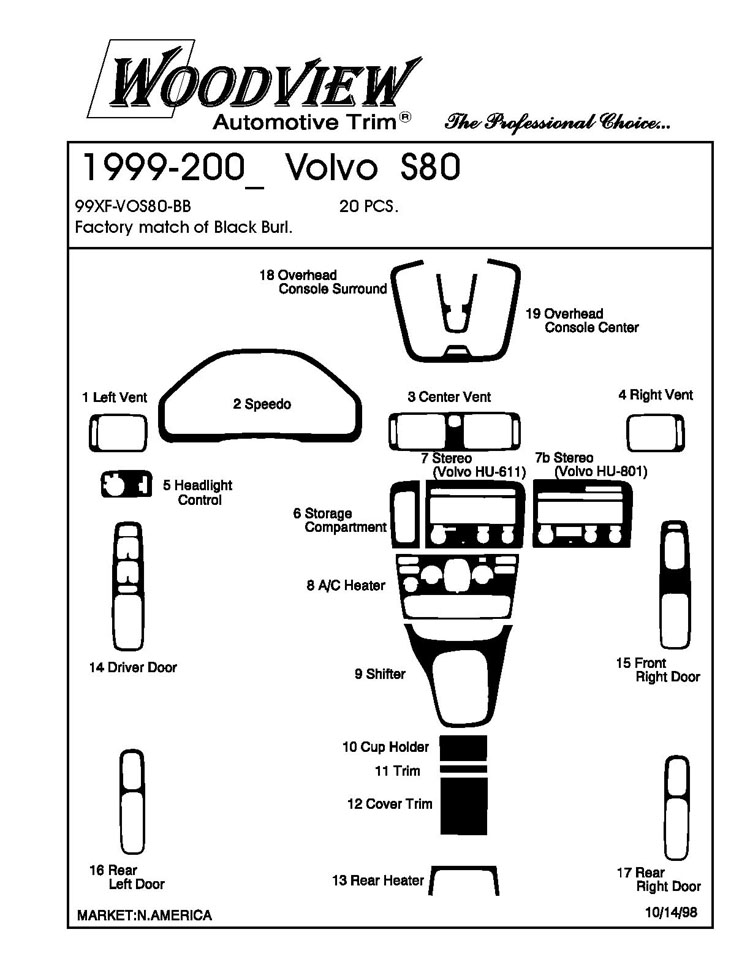 WOODVIEW
Automotive Trim®
The Professional Choice...
1999-200_ Volvo S80
99XF-VOS80-BB 20 PCS.
Factory match of Black Burl.
18 Overhead
Console Surround
19 Overhead
Console Center
1 Left Vent
2 Speedo
3 Center Vent
4 Right Vent
5 Headlight
Control
7 Stereo
(Volvo HU-611)
7b Stereo
(Volvo HU-801)
6 Storage
Compartment
8 A/C Heater
14 Driver Door
9 Shifter
15 Front
Right Door
10 Cup Holder
11 Trim
12 Cover Trim
16 Rear
Left Door
13 Rear Heater
17 Rear
Right Door
MARKET:N.AMERICA
10/14/98